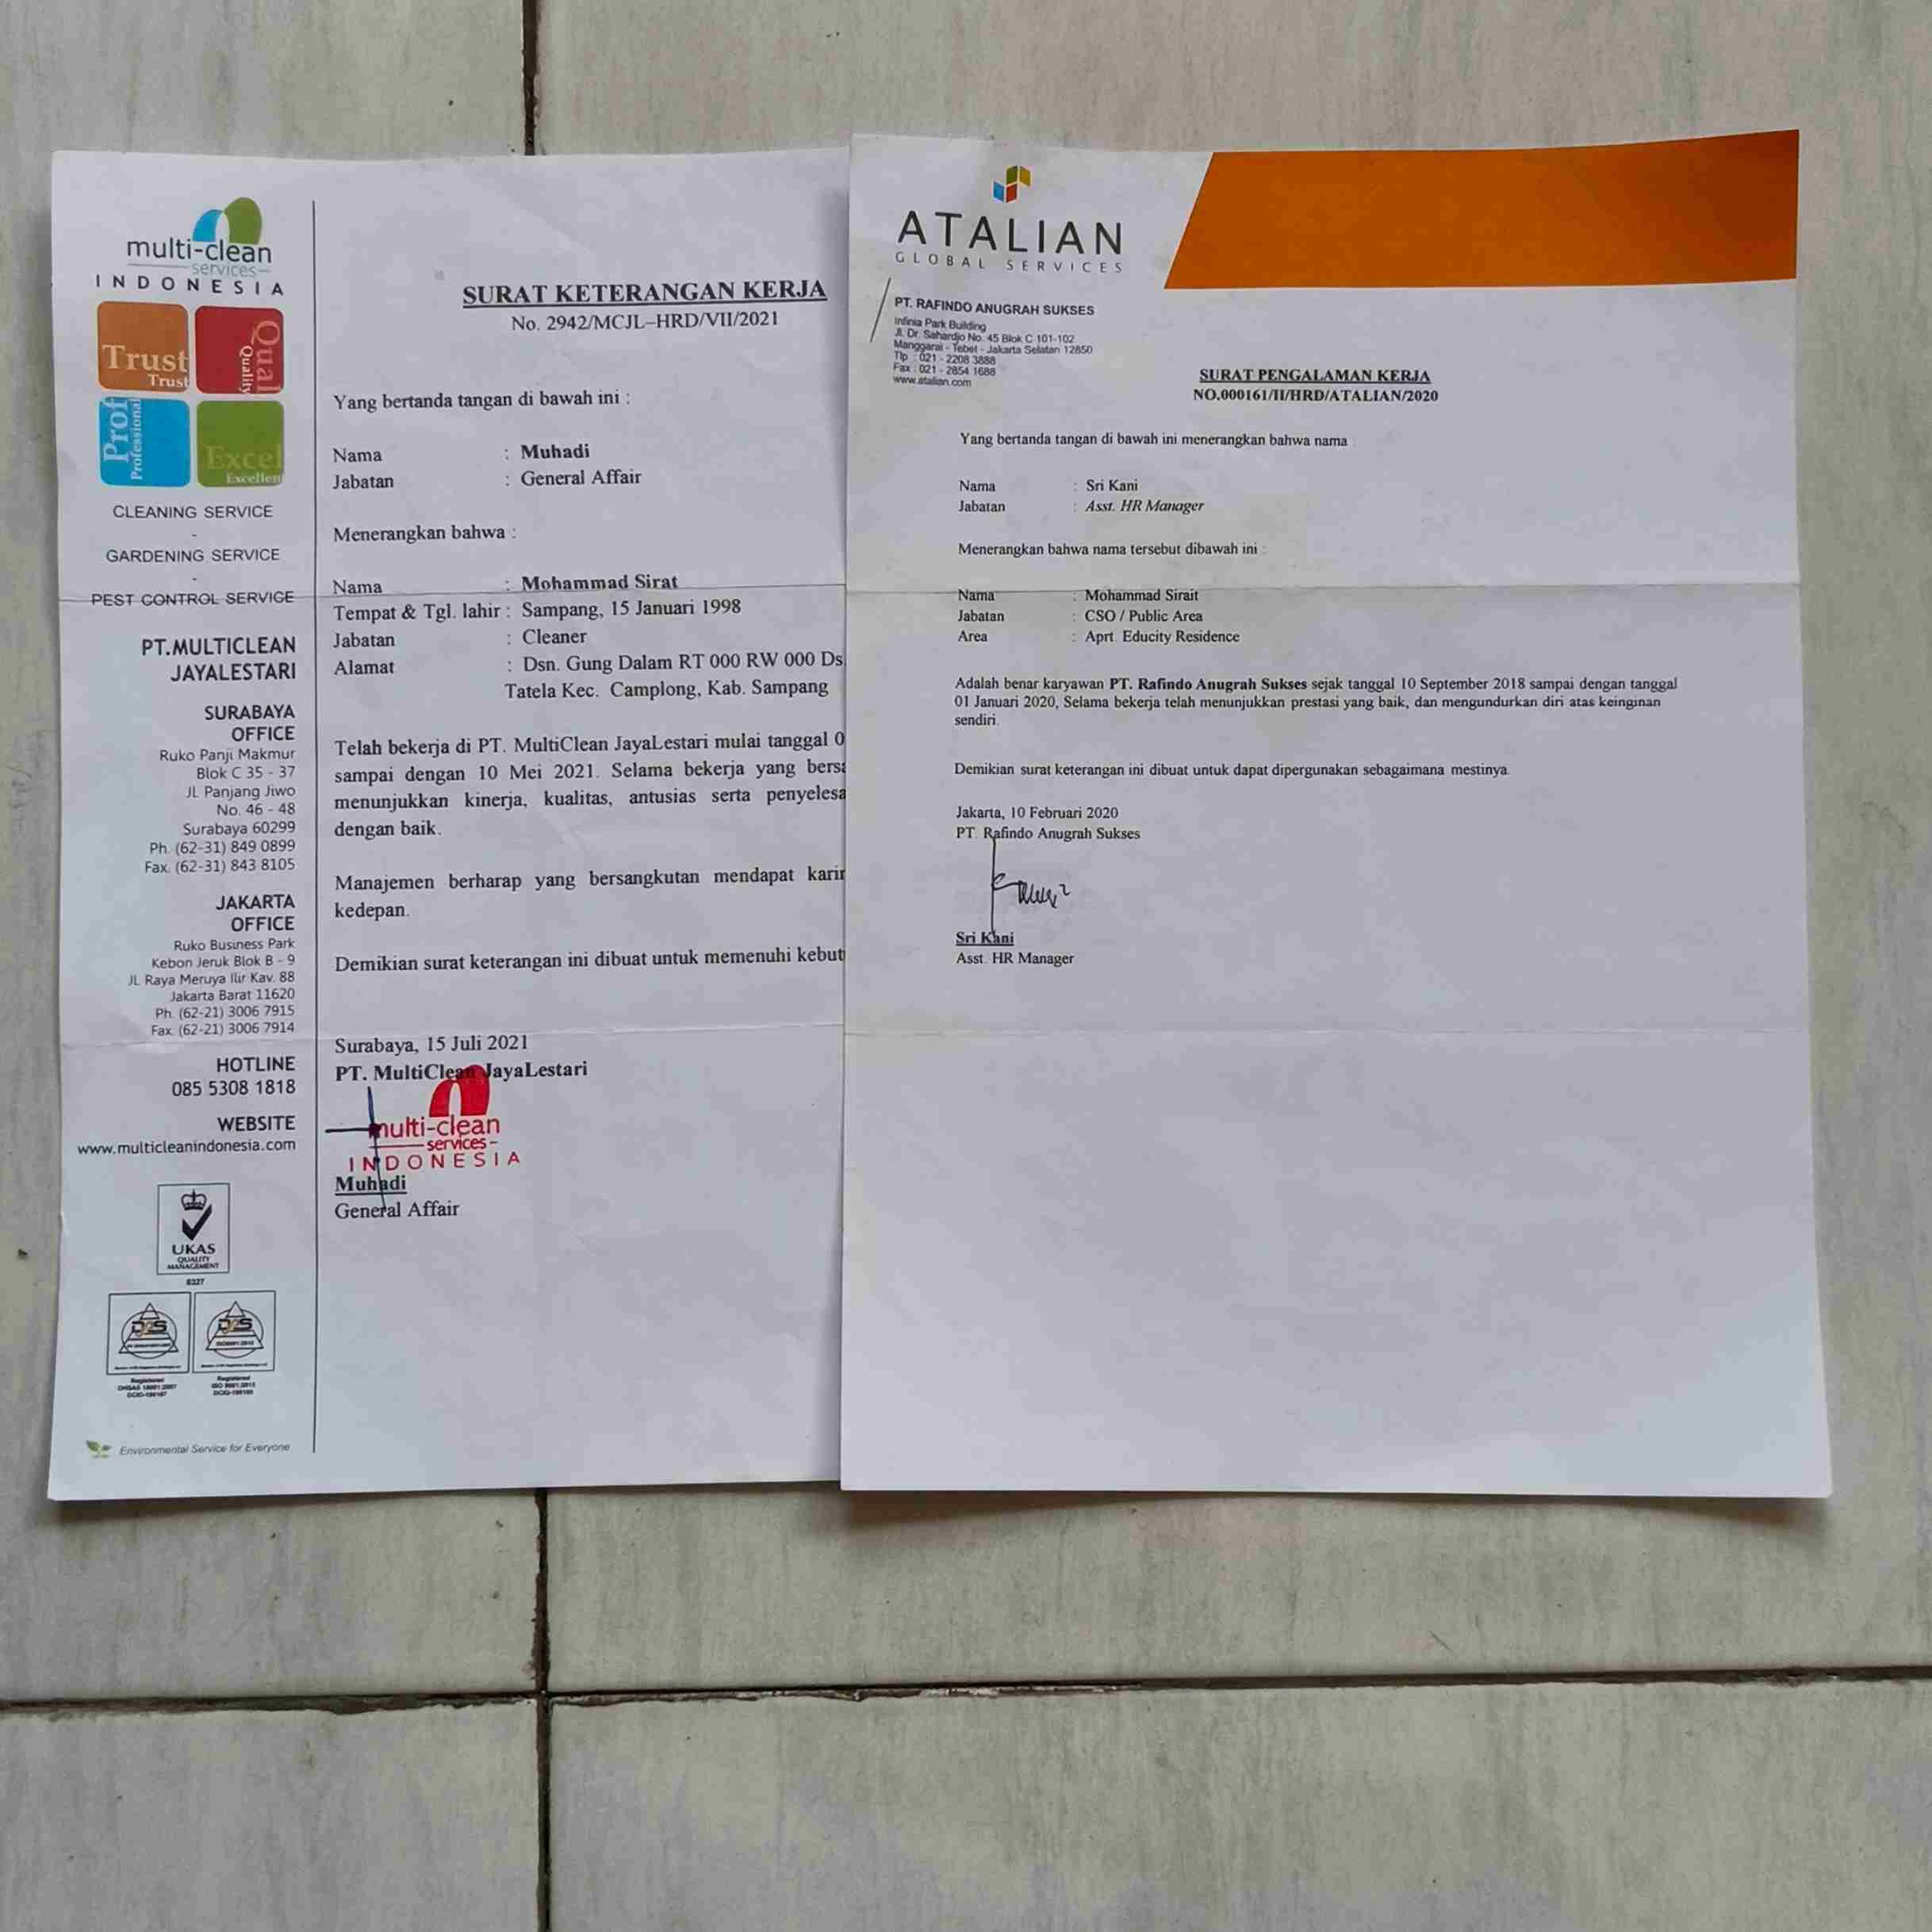 multi-clean
services
INDONESIA
Trust
Trust
Qual
Quality
Prof
Professional
Excel
Excellen
CLEANING SERVICE
-
GARDENING SERVICE
-
PEST CONTROL SERVICE
PT.MULTICLEAN
JAYALESTARI
SURABAYA
OFFICE
Ruko Panji Makmur
Blok C 35 - 37
JL Panjang Jiwo
No. 46 - 48
Surabaya 60299
Ph. (62-31) 849 0899
Fax. (62-31) 843 8105
JAKARTA
OFFICE
Ruko Business Park
Kebon Jeruk Blok B - 9
JL Raya Meruya Ilir Kav. 88
Jakarta Barat 11620
Ph. (62-21) 3006 7915
Fax. (62-21) 3006 7914
HOTLINE
085 5308 1818
WEBSITE
www.multicleanindonesia.com
UKAS
QUALITY
MANAGEMENT
Registered
Registered
Environmental Service for Everyone
SURAT KETERANGAN KERJA
No. 2942/MCJL-HRD/VII/2021
Yang bertanda tangan di bawah ini :
Nama : Muhadi
Jabatan : General Affair
Menerangkan bahwa :
Nama : Mohammad Sirat
Tempat & Tgl. lahir : Sampang, 15 Januari 1998
Jabatan : Cleaner
Alamat : Dsn. Gung Dalam RT 000 RW 000 Ds.
Tatela Kec. Camplong, Kab. Sampang
Telah bekerja di PT. MultiClean JayaLestari mulai tanggal 0
sampai dengan 10 Mei 2021. Selama bekerja yang bersa
menunjukkan kinerja, kualitas, antusias serta penyelesa
dengan baik.
Manajemen berharap yang bersangkutan mendapat karir
kedepan.
Demikian surat keterangan ini dibuat untuk memenuhi kebut
Surabaya, 15 Juli 2021
PT. MultiClean JayaLestari
multi-clean
services
INDONESIA
Muhadi
General Affair
ATALIAN
GLOBAL SERVICES
PT. RAFINDO ANUGRAH SUKSES
Infinia Park Building
Jl. Dr. Sahardjo No. 45 Blok C 101-102
Manggarai - Tebet - Jakarta Selatan 12850
Tlp : 021 - 2208 3888
Fax : 021 - 2854 1688
www.atalian.com
SURAT PENGALAMAN KERJA
NO.000161/II/HRD/ATALIAN/2020
Yang bertanda tangan di bawah ini menerangkan bahwa nama :
Nama : Sri Kani
Jabatan : Asst. HR Manager
Menerangkan bahwa nama tersebut dibawah ini :
Nama : Mohammad Sirait
Jabatan : CSO / Public Area
Area : Aprt. Educity Residence
Adalah benar karyawan PT. Rafindo Anugrah Sukses sejak tanggal 10 September 2018 sampai dengan tanggal
01 Januari 2020, Selama bekerja telah menunjukkan prestasi yang baik, dan mengundurkan diri atas keinginan
sendiri.
Demikian surat keterangan ini dibuat untuk dapat dipergunakan sebagaimana mestinya.
Jakarta, 10 Februari 2020
PT. Rafindo Anugrah Sukses
Sri Kani
Asst. HR Manager